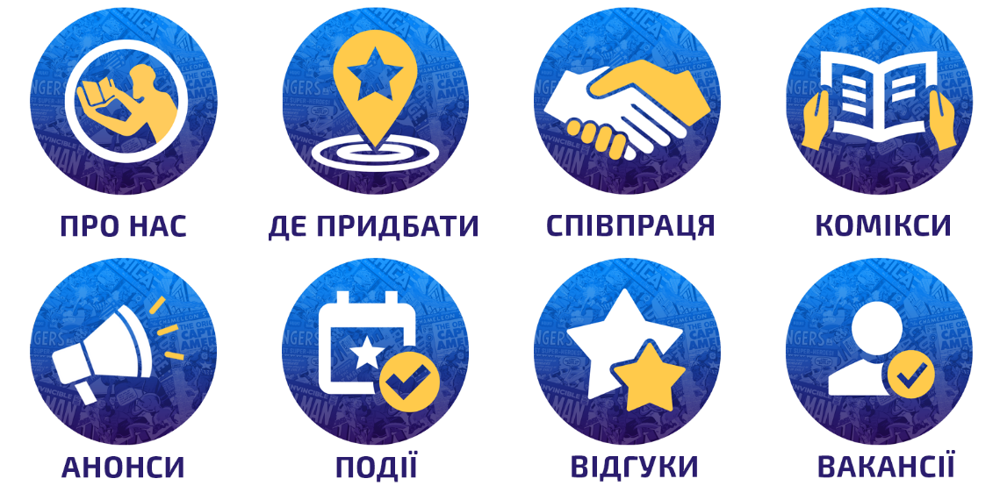 ПРО НАС
ДЕ ПРИДБАТИ
СПІВПРАЦЯ
КОМІКСИ
АНОНСИ
ПОДІЇ
ВІДГУКИ
ВАКАНСІЇ